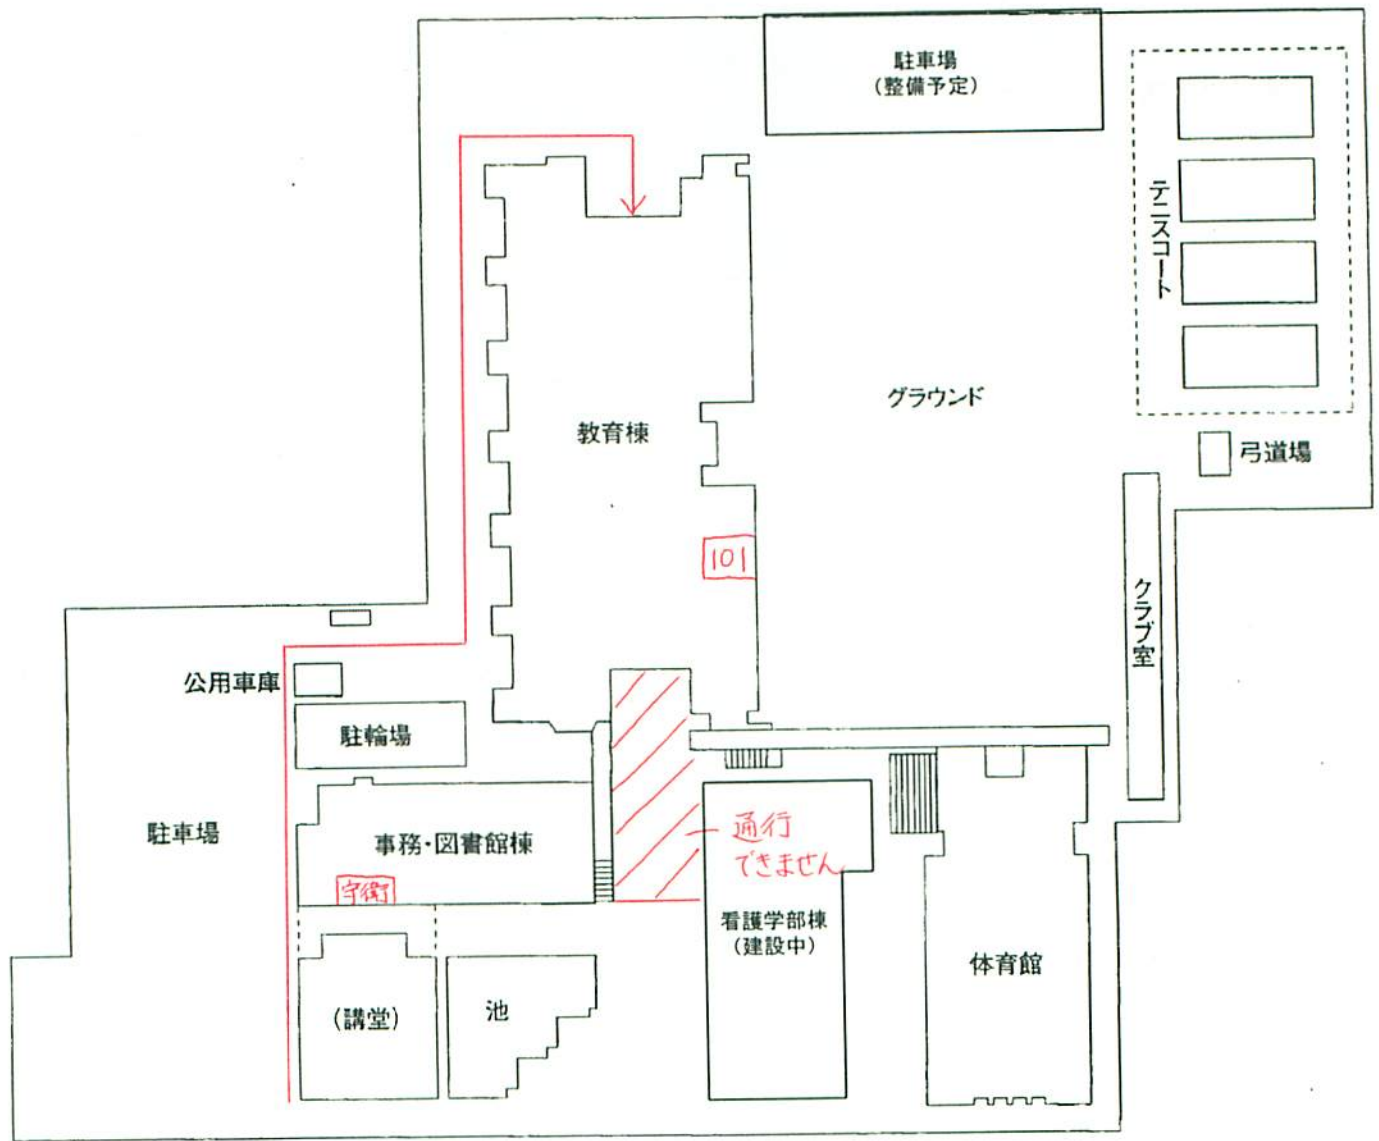 駐車場
(整備予定)
テニスコート
グラウンド
教育棟
弓道場
101
クラブ室
公用車庫
駐輪場
駐車場
事務・図書館棟
通行
できません
守衛
看護学部棟
(建設中)
体育館
(講堂)
池